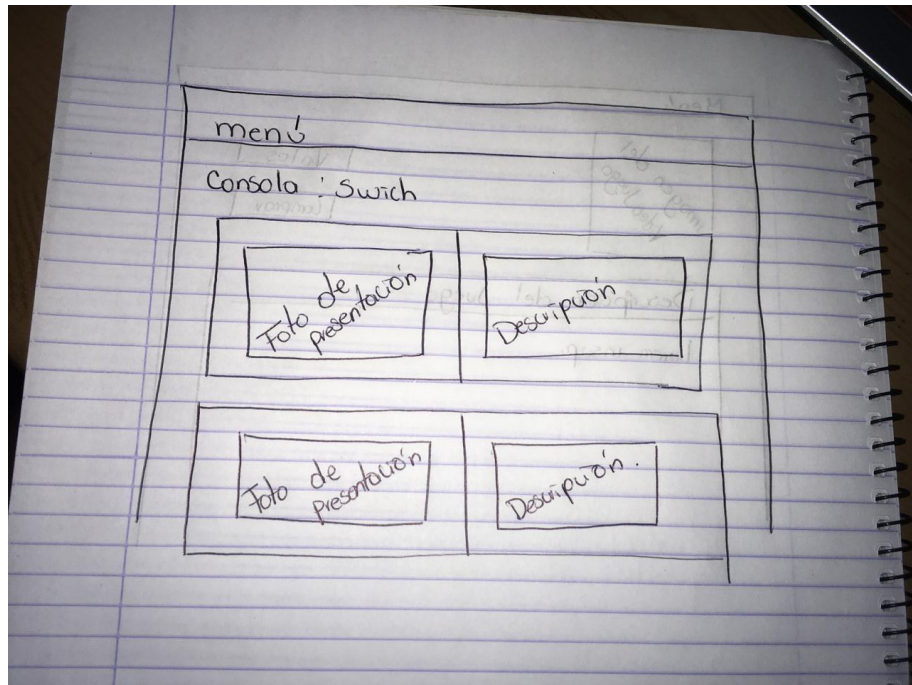 menú
Consola : Swich
Foto de
presentación
Descripción
Foto de
presentación
Descripción.